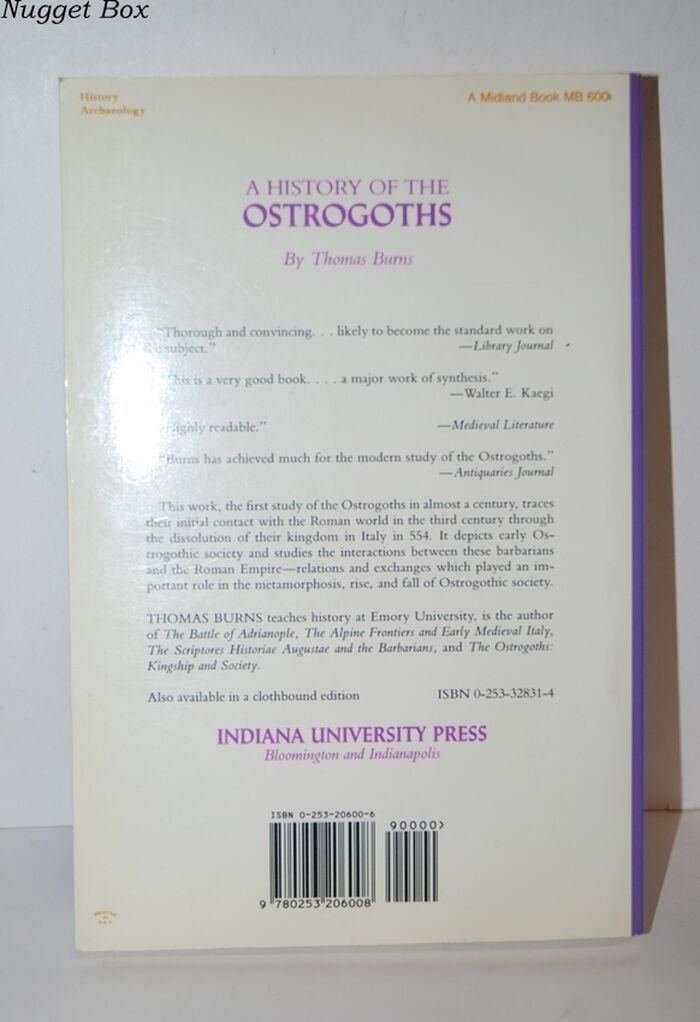 Nugget Box
History
Archaeology
A Midland Book MB 600
A HISTORY OF THE
OSTROGOTHS
By Thomas Burns
"Thorough and convincing. . . likely to become the standard work on
subject."
—Library Journal
This is a very good book. . . . a major work of synthesis."
—Walter E. Kaegi
readable."
—Medieval Literature
"Burns has achieved much for the modern study of the Ostrogoths."
—Antiquaries Journal
This work, the first study of the Ostrogoths in almost a century, traces
their initial contact with the Roman world in the third century through
the dissolution of their kingdom in Italy in 554. It depicts early Os-
trogothic society and studies the interactions between these barbarians
and the Roman Empire—relations and exchanges which played an im-
portant role in the metamorphosis, rise, and fall of Ostrogothic society.
THOMAS BURNS teaches history at Emory University, is the author
of The Battle of Adrianople, The Alpine Frontiers and Early Medieval Italy,
The Scriptores Historiae Augustae and the Barbarians, and The Ostrogoths:
Kingship and Society.
Also available in a clothbound edition
ISBN 0-253-32831-4
INDIANA UNIVERSITY PRESS
Bloomington and Indianapolis
ISBN 0-253-20600-6
90000>
9 780253 206008
PRINTED
IN
U.S.A.